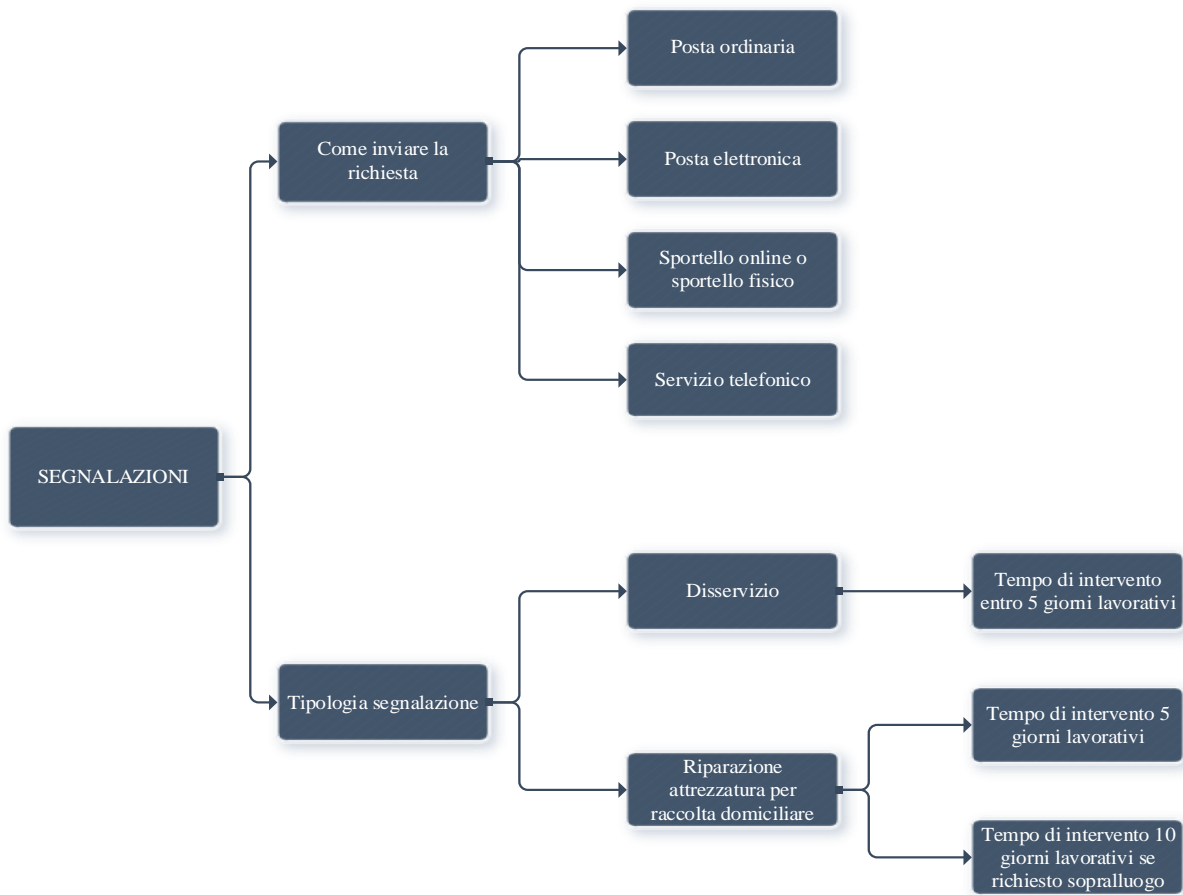 Posta ordinaria
Come inviare la
richiesta
Posta elettronica
Sportello online o
sportello fisico
Servizio telefonico
SEGNALAZIONI
Disservizio
Tempo di intervento
entro 5 giorni lavorativi
Tipologia segnalazione
Tempo di intervento 5
giorni lavorativi
Riparazione
attrezzatura per
raccolta domiciliare
Tempo di intervento 10
giorni lavorativi se
richiesto sopralluogo